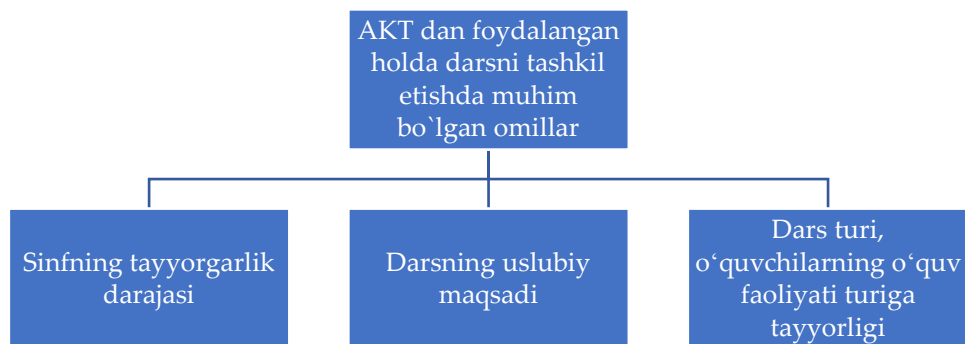 AKT dan foydalangan
holda darsni tashkil
etishda muhim
bo`lgan omillar
Sinfning tayyorgarlik
darajasi
Darsning uslubiy
maqsadi
Dars turi,
o‘quvchilarning o‘quv
faoliyati turiga
tayyorligi